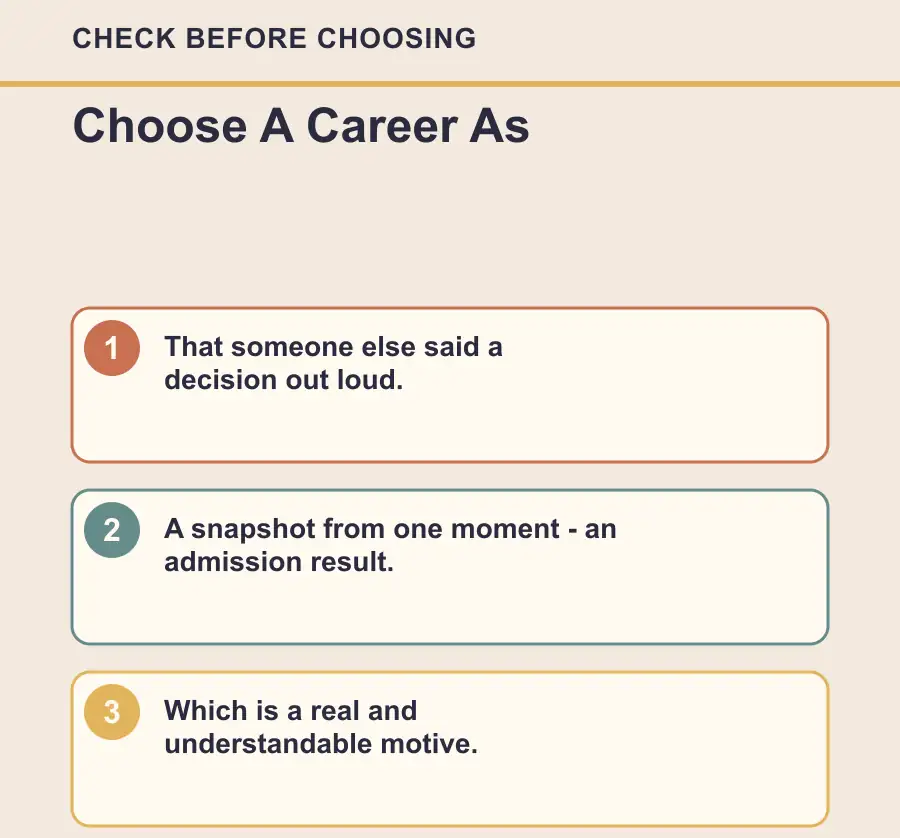 CHECK BEFORE CHOOSING
Choose A Career As
1
That someone else said a
decision out loud.
2
A snapshot from one moment - an
admission result.
3
Which is a real and
understandable motive.